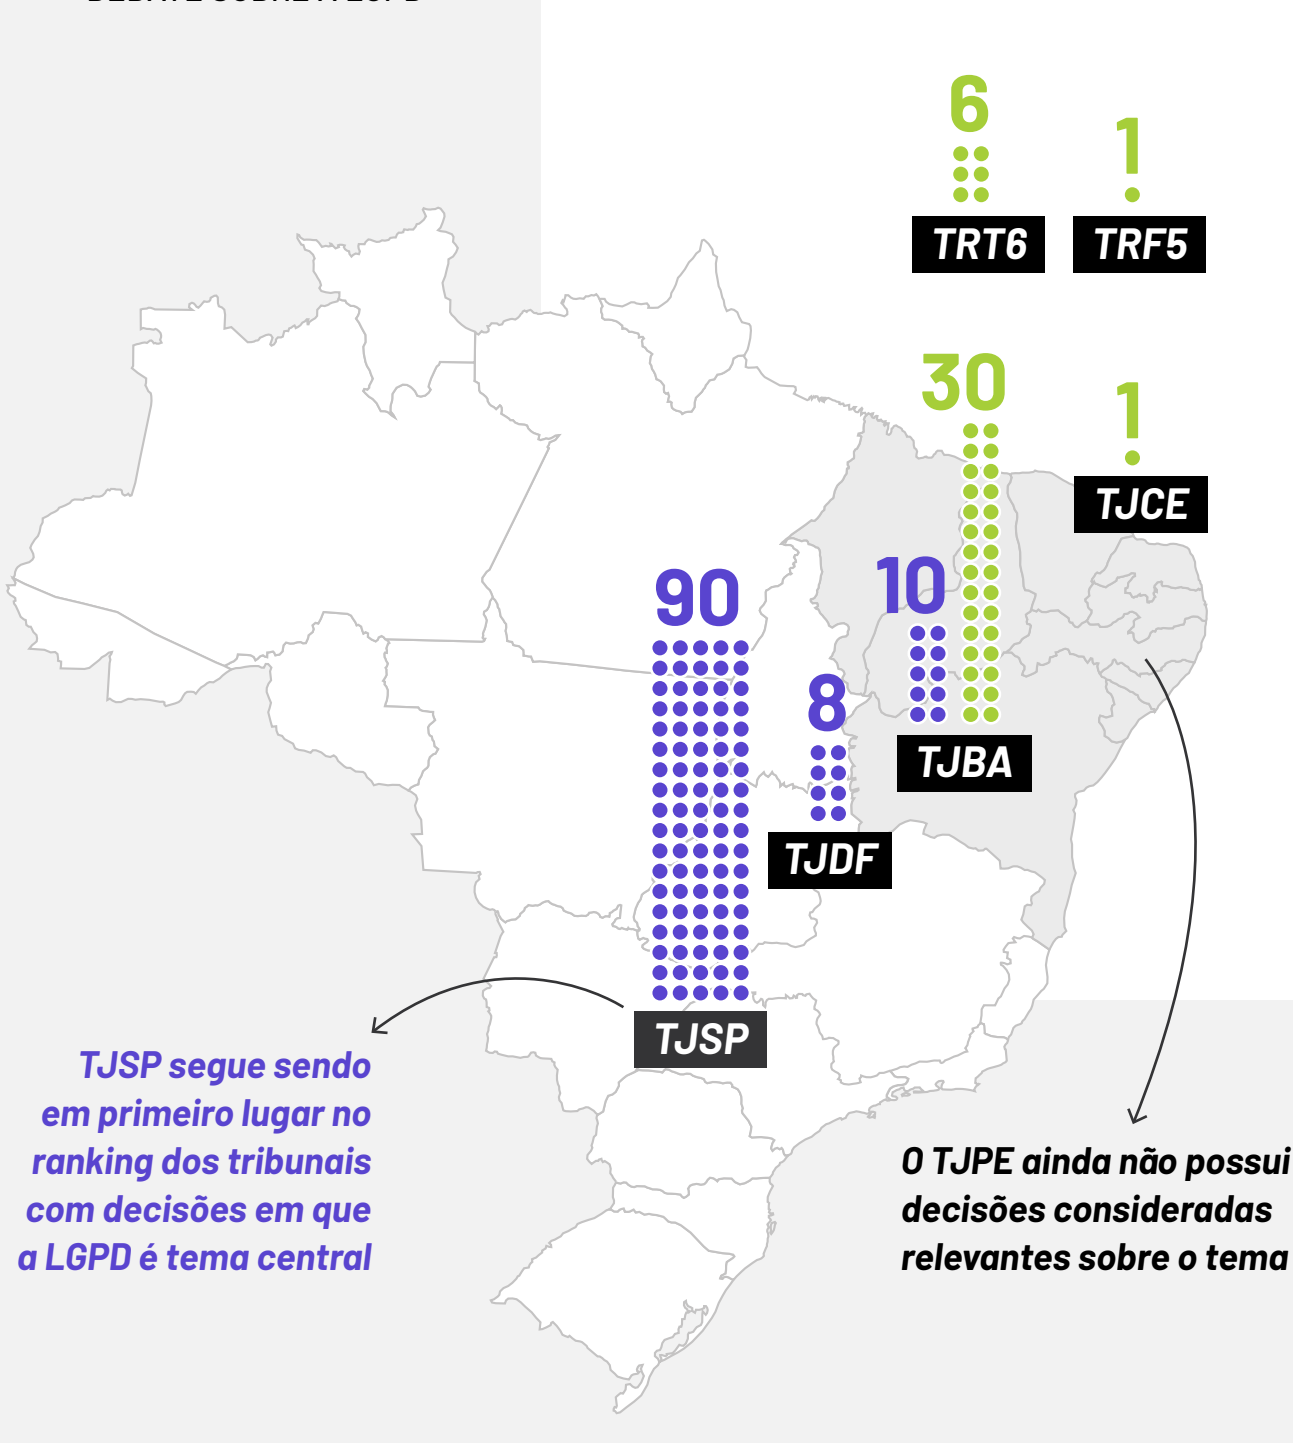 6
1
TRT6
TRF5
30
1
TJCE
10
90
8
TJBA
TJDF
TJSP
TJSP segue sendo
em primeiro lugar no
ranking dos tribunais
com decisões em que
a LGPD é tema central
O TJPE ainda não possui
decisões consideradas
relevantes sobre o tema